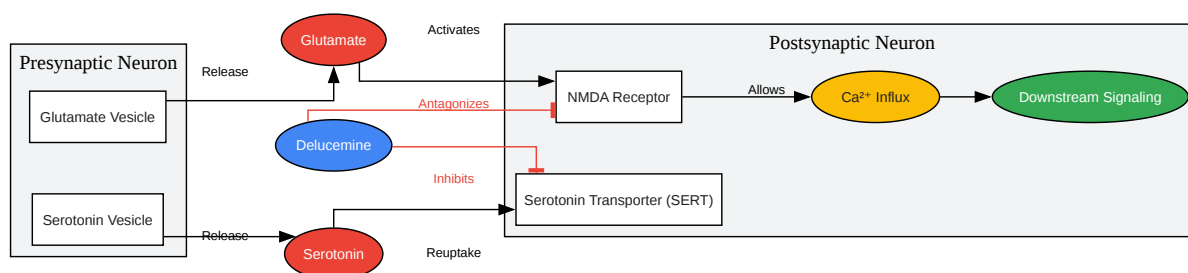 Presynaptic Neuron
Glutamate Vesicle
Serotonin Vesicle
Release
Release
Glutamate
Delucemine
Serotonin
Activates
Antagonizes
Inhibits
Reuptake
Postsynaptic Neuron
NMDA Receptor
Allows
Ca²⁺ Influx
Downstream Signaling
Serotonin Transporter (SERT)